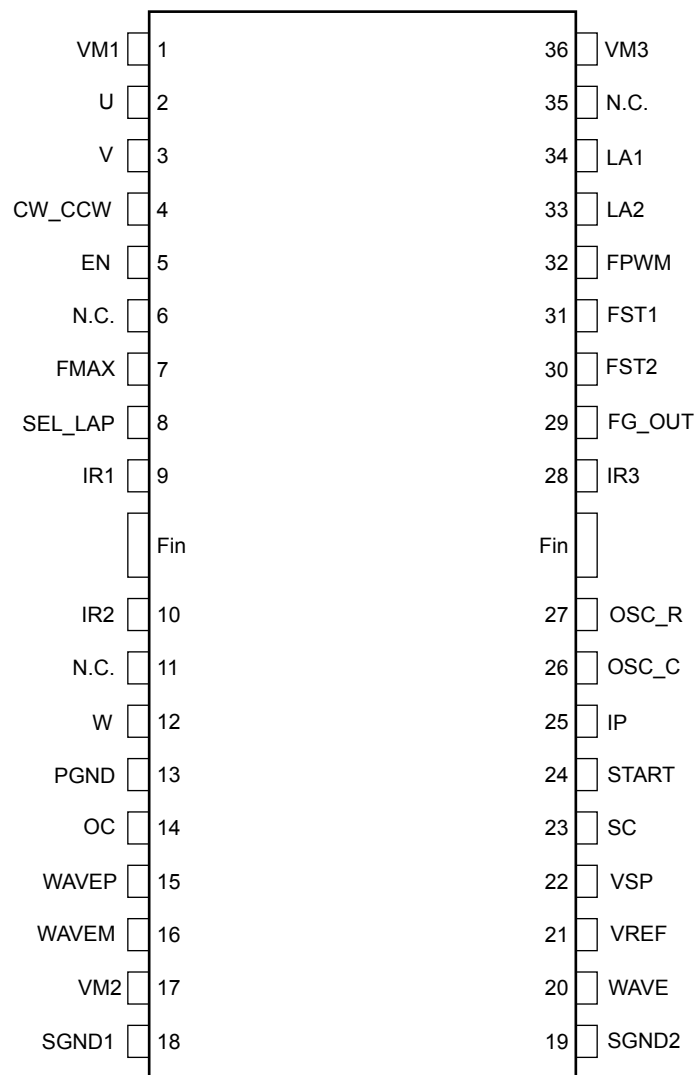 VM1 1 36 VM3
U 2 35 N.C.
V 3 34 LA1
CW_CCW 4 33 LA2
EN 5 32 FPWM
N.C. 6 31 FST1
FMAX 7 30 FST2
SEL_LAP 8 29 FG_OUT
IR1 9 28 IR3
Fin Fin
IR2 10 27 OSC_R
N.C. 11 26 OSC_C
W 12 25 IP
PGND 13 24 START
OC 14 23 SC
WAVEP 15 22 VSP
WAVEM 16 21 VREF
VM2 17 20 WAVE
SGND1 18 19 SGND2